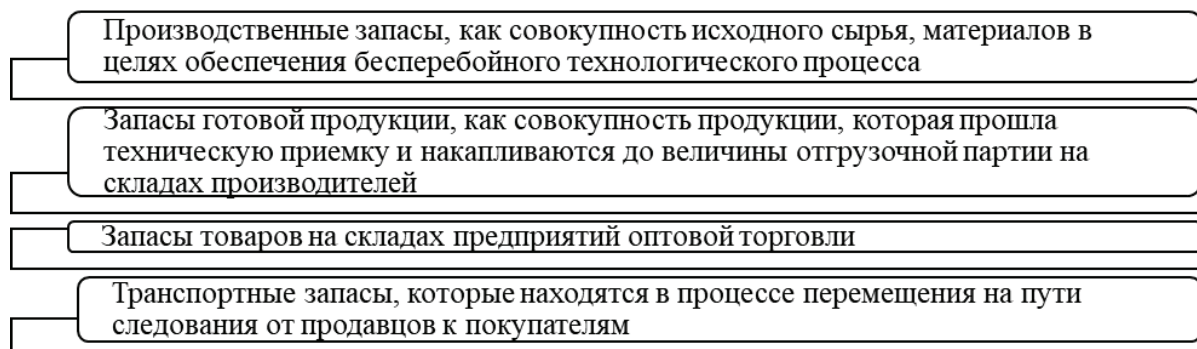 Производственные запасы, как совокупность исходного сырья, материалов в
целях обеспечения бесперебойного технологического процесса
Запасы готовой продукции, как совокупность продукции, которая прошла
техническую приемку и накапливаются до величины отгрузочной партии на
складах производителей
Запасы товаров на складах предприятий оптовой торговли
Транспортные запасы, которые находятся в процессе перемещения на пути
следования от продавцов к покупателям